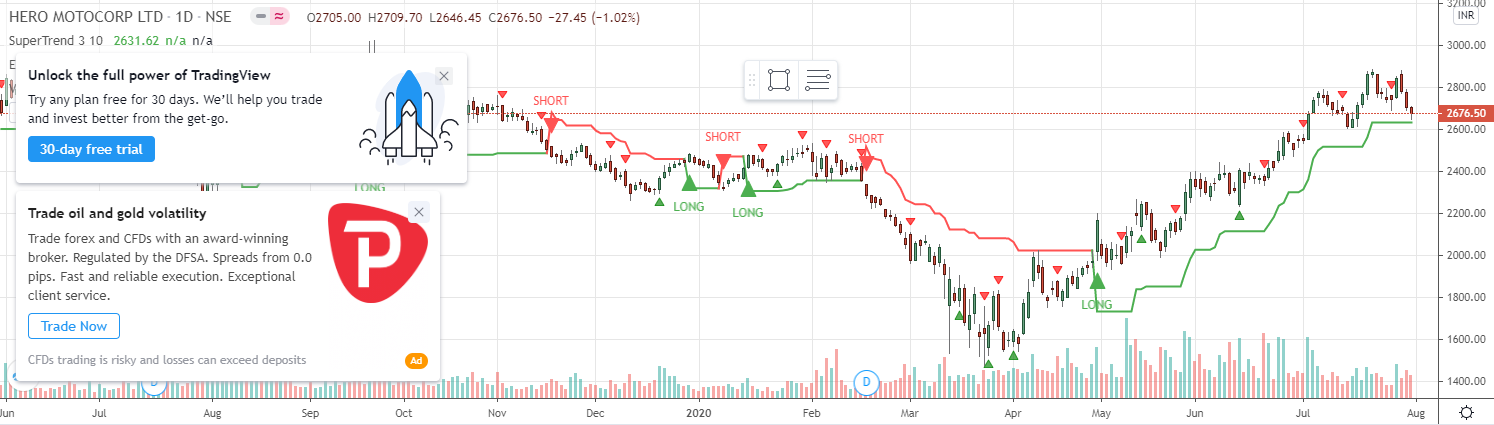 HERO MOTOCORP LTD · 1D · NSE O2705.00 H2709.70 L2646.45 C2676.50 −27.45 (−1.02%)
SuperTrend 3 10 2631.62 n/a n/a
Unlock the full power of TradingView
Try any plan free for 30 days. We'll help you trade
and invest better from the get-go.
30-day free trial
LONG
Trade oil and gold volatility
Trade forex and CFDs with an award-winning
broker. Regulated by the DFSA. Spreads from 0.0
pips. Fast and reliable execution. Exceptional
client service.
Trade Now
CFDs trading is risky and losses can exceed deposits
Ad
P
SHORT
LONG
SHORT
LONG
SHORT
LONG
D
3200.00
INR
3000.00
2800.00
2676.50
2600.00
2400.00
2200.00
2000.00
1800.00
1600.00
1400.00
Jun Jul Aug Sep Oct Nov Dec 2020 Feb Mar Apr May Jun Jul Aug